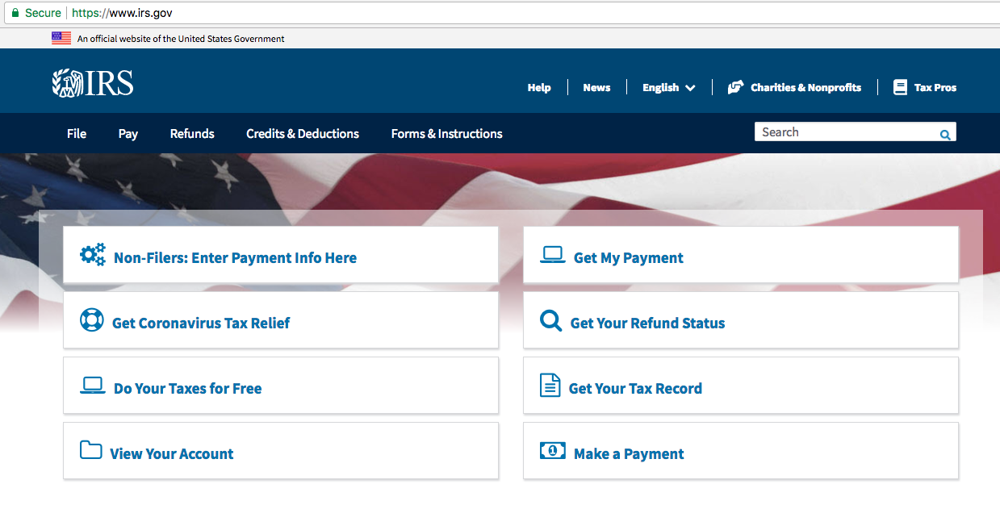 Secure https://www.irs.gov
An official website of the United States Government
IRS
Help News English Charities & Nonprofits Tax Pros
File Pay Refunds Credits & Deductions Forms & Instructions Search
Non-Filers: Enter Payment Info Here
Get My Payment
Get Coronavirus Tax Relief
Get Your Refund Status
Do Your Taxes for Free
Get Your Tax Record
View Your Account
1 Make a Payment